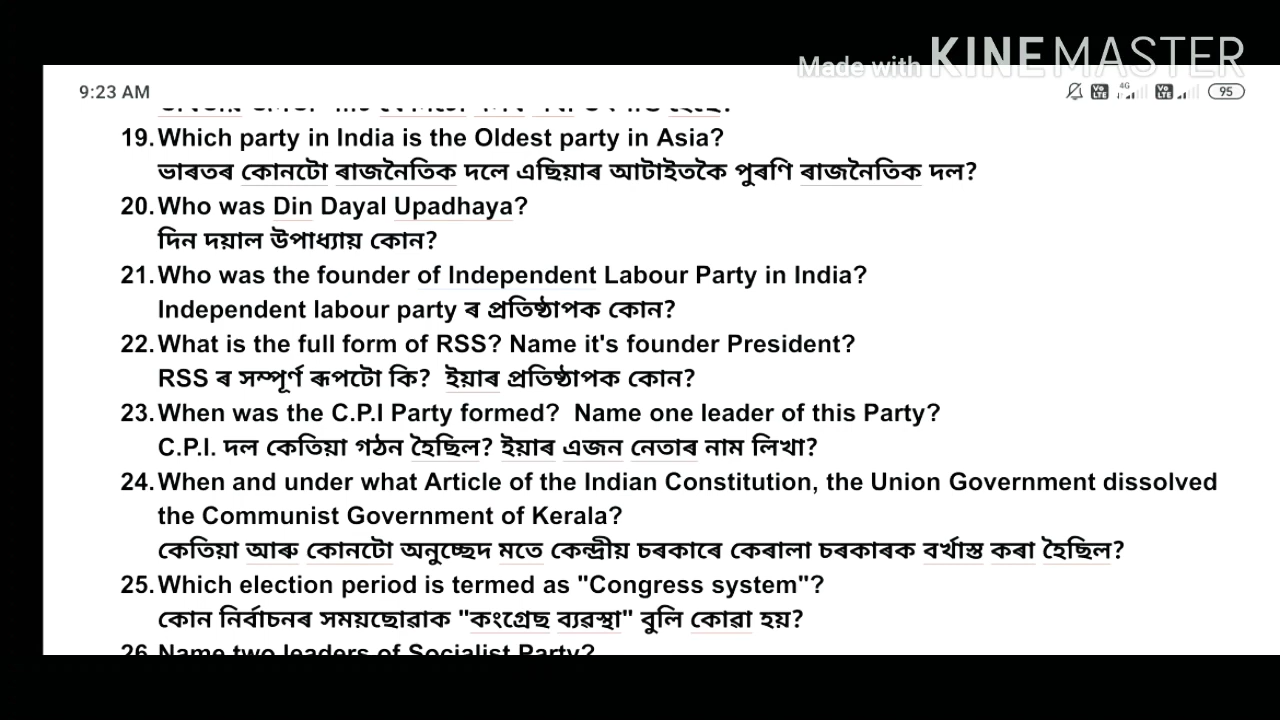 Made with KINEMASTER
9:23 AM
4G
Vo LTE
Vo LTE
95
19. Which party in India is the Oldest party in Asia?
ভাৰতৰ কোনটো ৰাজনৈতিক দলে এছিয়াৰ আটাইতকৈ পুৰণি ৰাজনৈতিক দল?
20. Who was Din Dayal Upadhaya?
দিন দয়াল উপাধ্যায় কোন?
21. Who was the founder of Independent Labour Party in India?
Independent labour party ৰ প্ৰতিষ্ঠাপক কোন?
22. What is the full form of RSS? Name it's founder President?
RSS ৰ সম্পূৰ্ণ ৰূপটো কি? ইয়াৰ প্ৰতিষ্ঠাপক কোন?
23. When was the C.P.I Party formed? Name one leader of this Party?
C.P.I. দল কেতিয়া গঠন হৈছিল? ইয়াৰ এজন নেতাৰ নাম লিখা?
24. When and under what Article of the Indian Constitution, the Union Government dissolved
the Communist Government of Kerala?
কেতিয়া আৰু কোনটো অনুচ্ছেদ মতে কেন্দ্ৰীয় চৰকাৰে কেৰালা চৰকাৰক বৰ্খাস্ত কৰা হৈছিল?
25. Which election period is termed as "Congress system"?
কোন নিৰ্বাচনৰ সময়ছোৱাক "কংগ্ৰেছ ব্যৱস্থা" বুলি কোৱা হয়?
26. Name two leaders of Socialist Party?